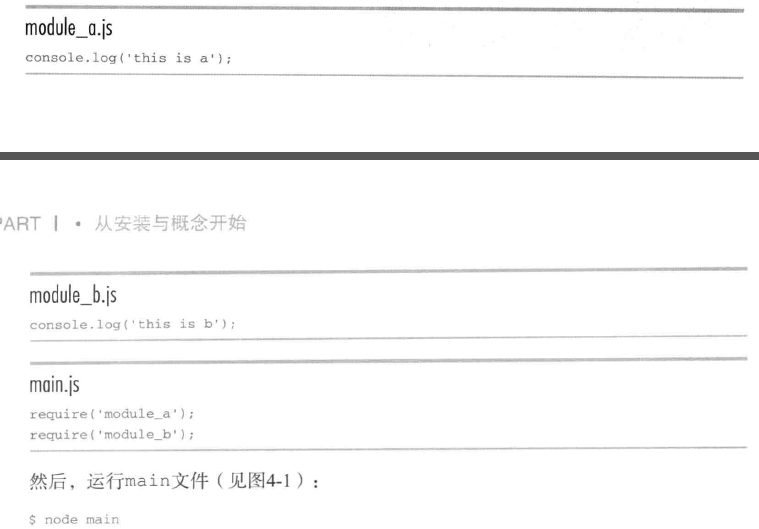 module_a.js
console.log('this is a');
PART Ⅰ • 从安装与概念开始
module_b.js
console.log('this is b');
main.js
require('module_a');
require('module_b');
然后，运行main文件（见图4-1）：
$ node main